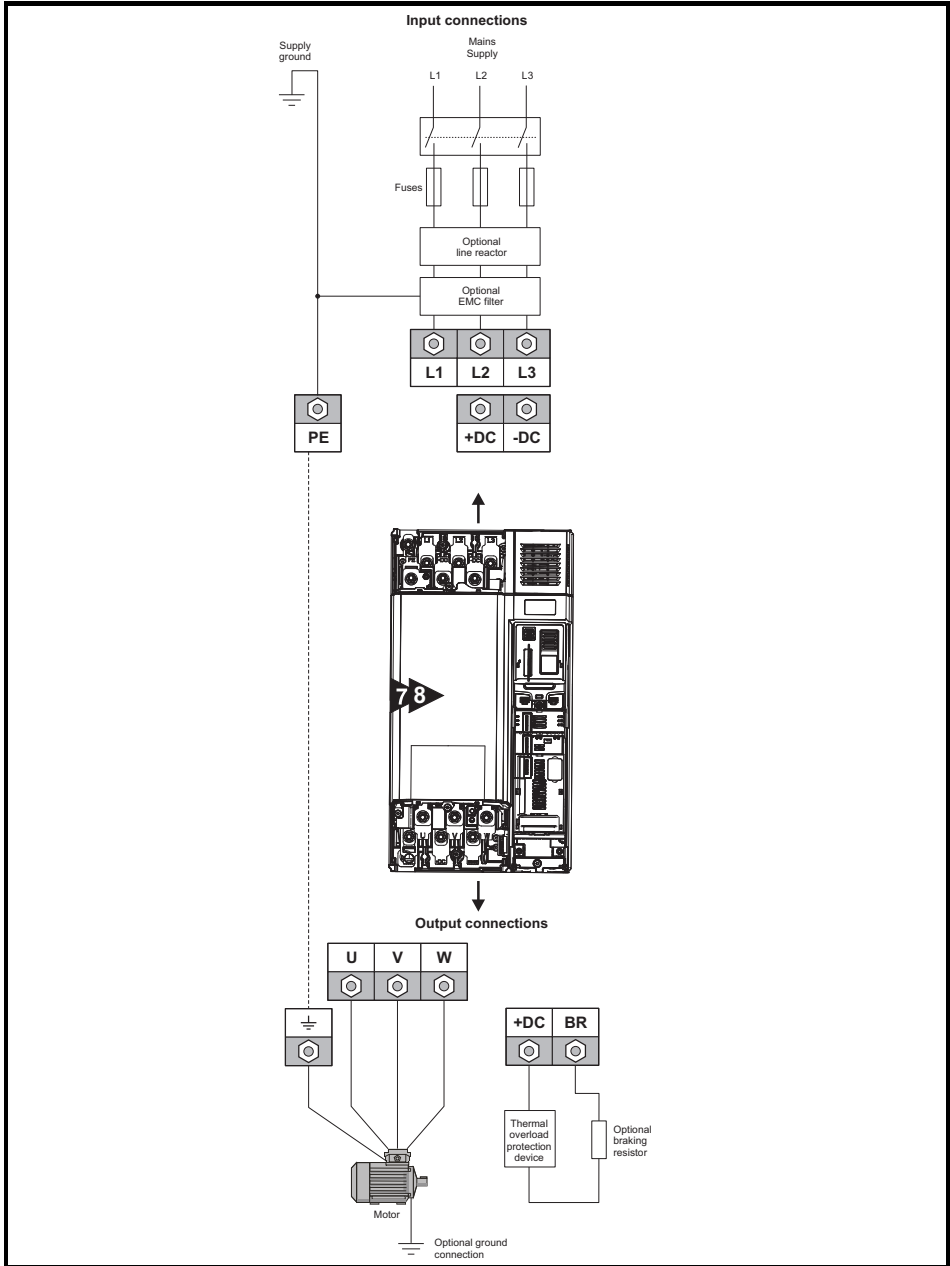 Input connections
Supply
ground
Mains
Supply
L1 L2 L3
Fuses
Optional
line reactor
Optional
EMC filter
L1 L2 L3
PE
+DC -DC
7 8
Output connections
U V W
+DC BR
Thermal
overload
protection
device
Optional
braking
resistor
Motor
Optional ground
connection